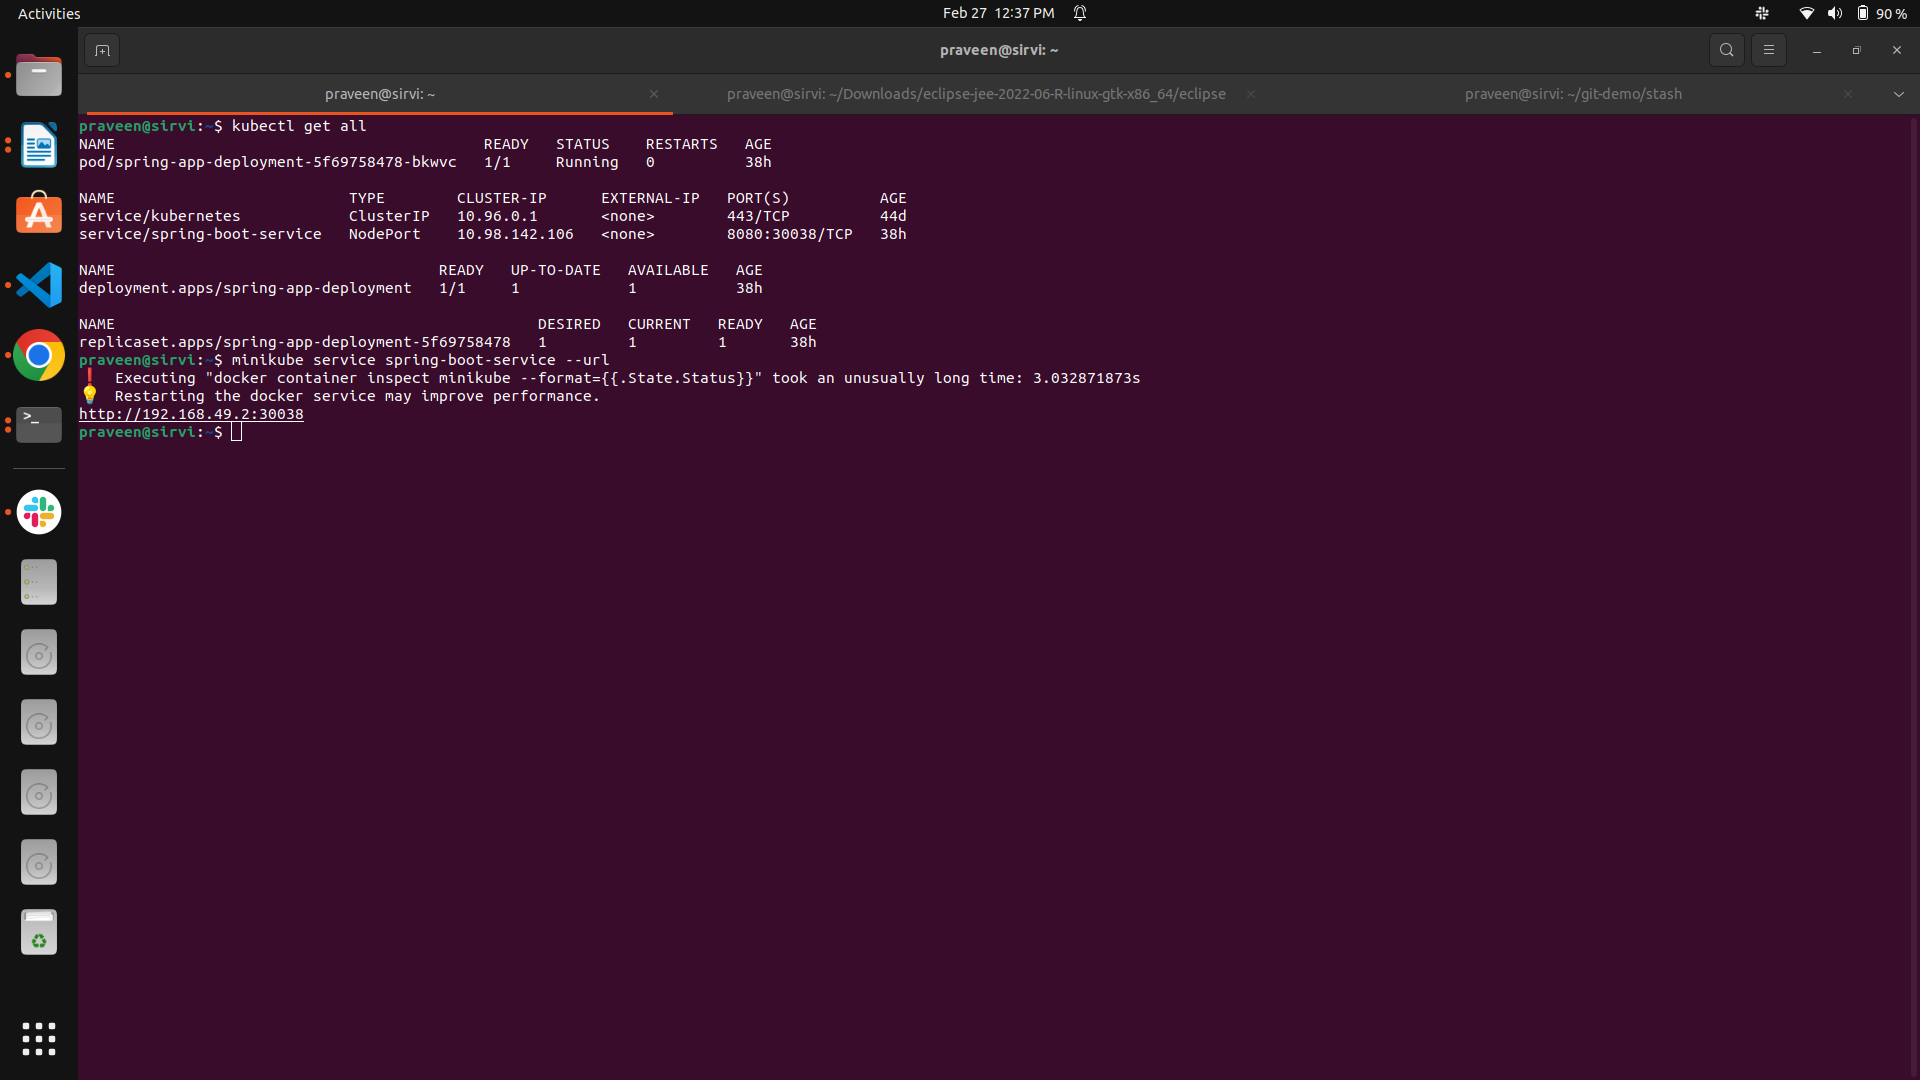 Activities
Feb 27 12:37 PM
90 %
praveen@sirvi: ~
praveen@sirvi: ~
praveen@sirvi: ~/Downloads/eclipse-jee-2022-06-R-linux-gtk-x86_64/eclipse
praveen@sirvi: ~/git-demo/stash
praveen@sirvi:~$ kubectl get all
NAME READY STATUS RESTARTS AGE
pod/spring-app-deployment-5f69758478-bkwvc 1/1 Running 0 38h
NAME TYPE CLUSTER-IP EXTERNAL-IP PORT(S) AGE
service/kubernetes ClusterIP 10.96.0.1 <none> 443/TCP 44d
service/spring-boot-service NodePort 10.98.142.106 <none> 8080:30038/TCP 38h
NAME READY UP-TO-DATE AVAILABLE AGE
deployment.apps/spring-app-deployment 1/1 1 1 38h
NAME DESIRED CURRENT READY AGE
replicaset.apps/spring-app-deployment-5f69758478 1 1 1 38h
praveen@sirvi:~$ minikube service spring-boot-service --url
❗ Executing "docker container inspect minikube --format={{.State.Status}}" took an unusually long time: 3.032871873s
💡 Restarting the docker service may improve performance.
http://192.168.49.2:30038
praveen@sirvi:~$